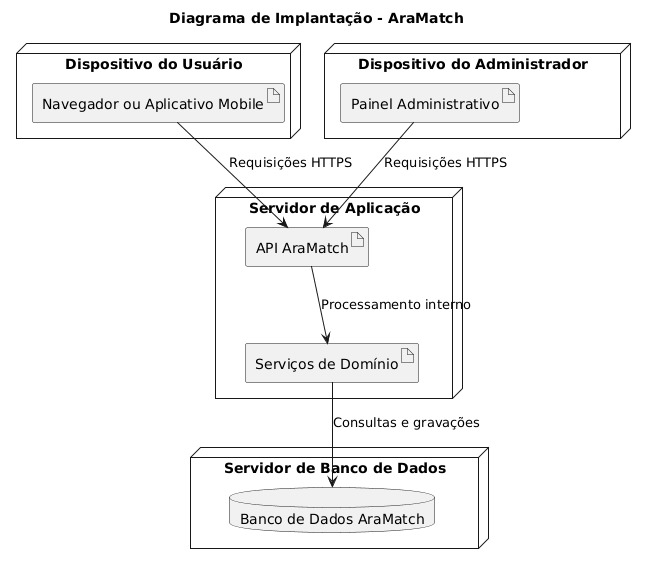 Diagrama de Implantação - AraMatch
Dispositivo do Usuário
Dispositivo do Administrador
Navegador ou Aplicativo Mobile
Painel Administrativo
Requisições HTTPS
Requisições HTTPS
Servidor de Aplicação
API AraMatch
Processamento interno
Serviços de Domínio
Consultas e gravações
Servidor de Banco de Dados
Banco de Dados AraMatch